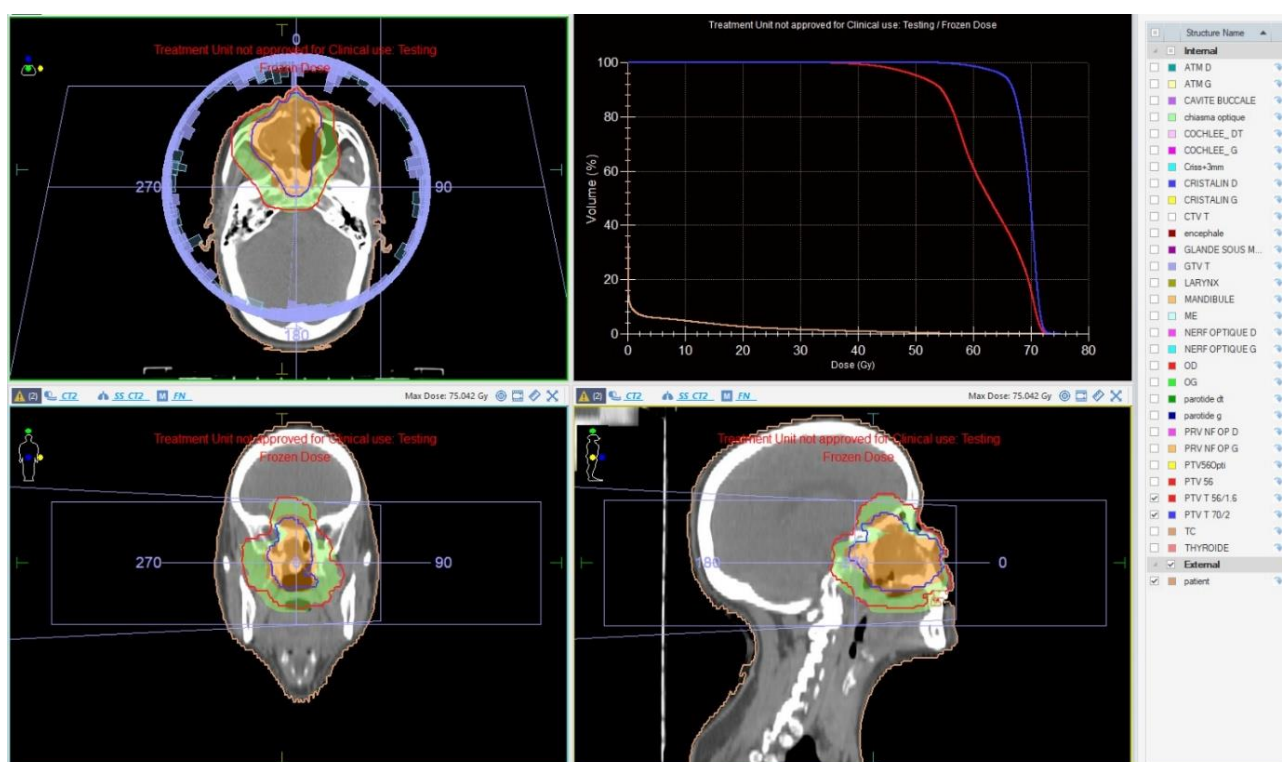 Treatment Unit not approved for Clinical use: Testing
Frozen Dose
0
270
90
180
Treatment Unit not approved for Clinical use: Testing / Frozen Dose
Volume (%)
100
80
60
40
20
0
0 10 20 30 40 50 60 70 80
Dose (Gy)
(2) CT2 SS CT2 M FN Max Dose: 75.042 Gy
Treatment Unit not approved for Clinical use: Testing
Frozen Dose
270
90
(2) CT2 SS CT2 M FN Max Dose: 75.042 Gy
Treatment Unit not approved for Clinical use: Testing
Frozen Dose
180
0
Structure Name
Internal
ATM D
ATM G
CAVITE BUCCALE
chiasma optique
COCHLEE_ DT
COCHLEE_ G
CRISTALIN D
CRISTALIN G
CTV T
encephale
GLANDE SOUS M...
GTV T
LARYNX
MANDIBULE
ME
NERF OPTIQUE D
NERF OPTIQUE G
OD
OG
parotide dt
parotide g
PRV NF OP D
PRV NF OP G
PTV56Opti
PTV 56
PTV T 56/1.6
PTV T 70/2
TC
THYROIDE
External
patient